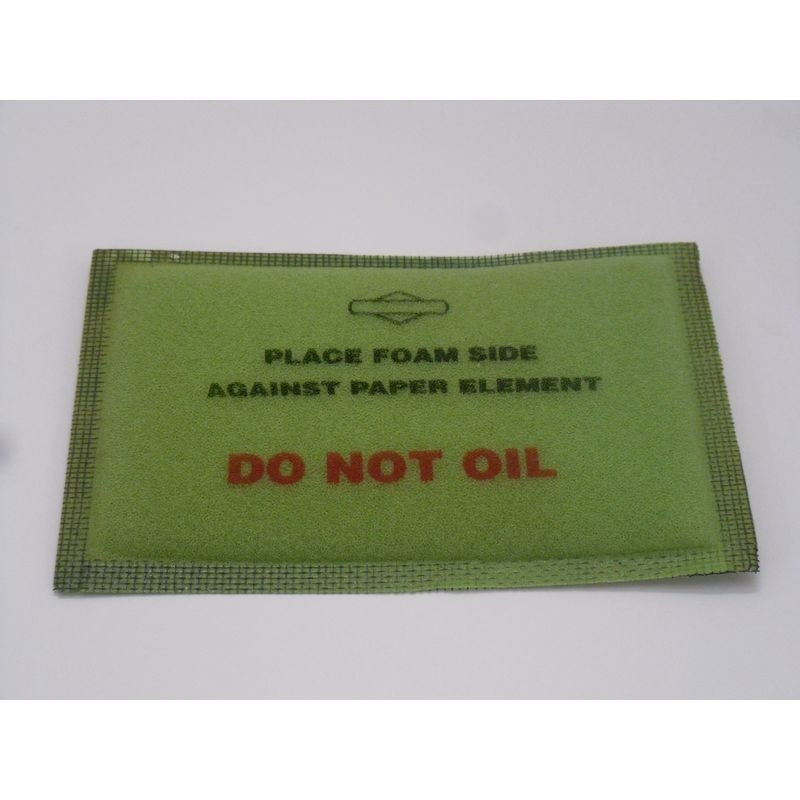 PLACE FOAM SIDE
AGAINST PAPER ELEMENT
DO NOT OIL